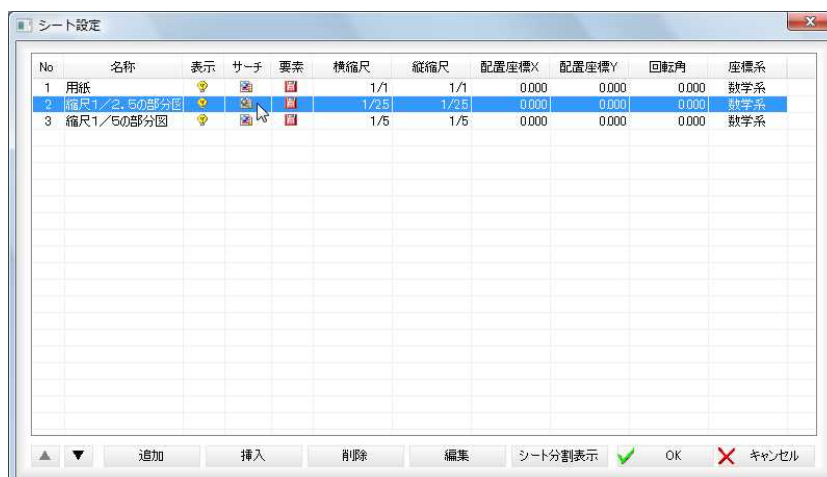 シート設定
No 名称 表示 サーチ 要素 横縮尺 縦縮尺 配置座標X 配置座標Y 回転角 座標系
1 用紙 1/1 1/1 0.000 0.000 0.000 数学系
2 縮尺1/2.5の部分図 1/2.5 1/2.5 0.000 0.000 0.000 数学系
3 縮尺1/5の部分図 1/5 1/5 0.000 0.000 0.000 数学系
▲ ▼ 追加 挿入 削除 編集 シート分割表示 OK キャンセル